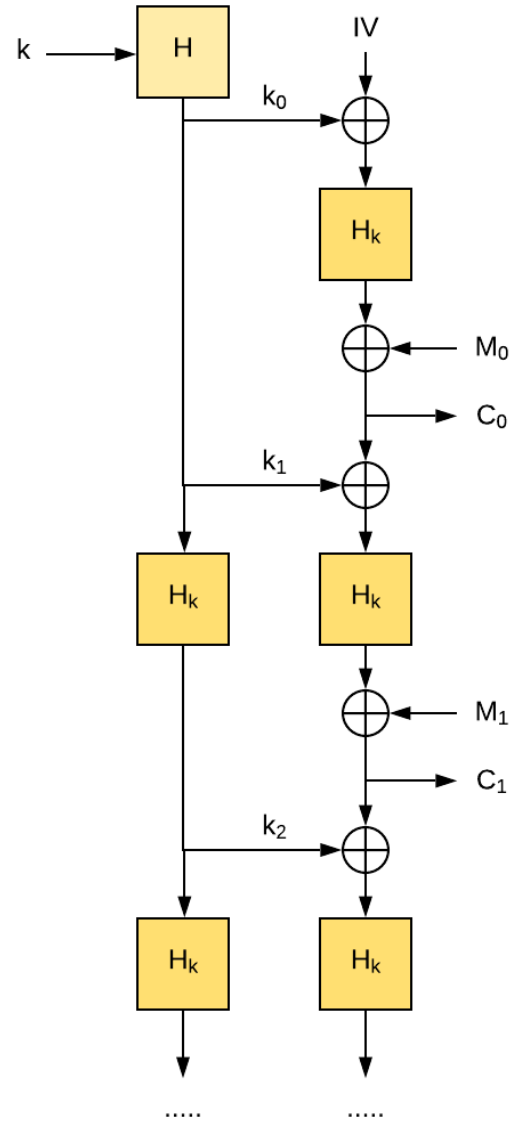 k
H
IV
k₀
Hₖ
M₀
C₀
k₁
Hₖ
Hₖ
M₁
C₁
k₂
Hₖ
Hₖ
.....
.....